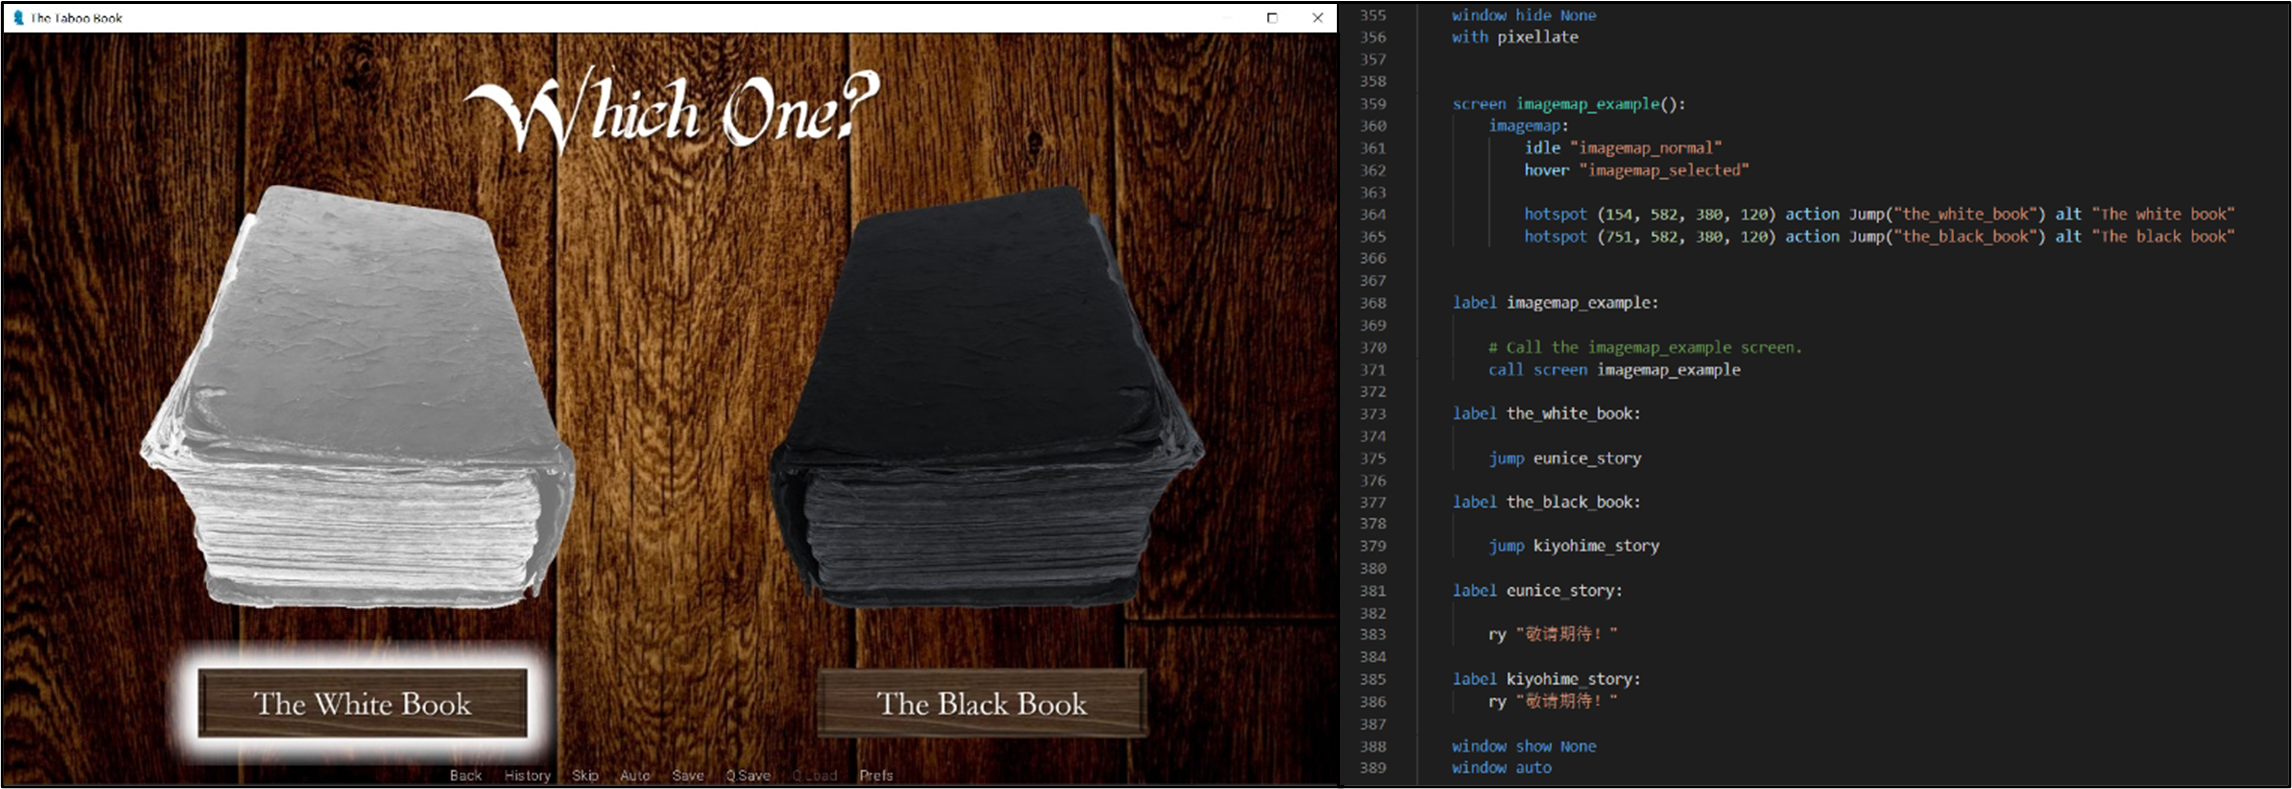 The Taboo Book
Which One?
The White Book
The Black Book
Back History Skip Auto Save Q.Save Q.Load Prefs
355 window hide None
356 with pixellate
357
358
359 screen imagemap_example():
360 imagemap:
361 idle "imagemap_normal"
362 hover "imagemap_selected"
363
364 hotspot (154, 582, 380, 120) action Jump("the_white_book") alt "The white book"
365 hotspot (751, 582, 380, 120) action Jump("the_black_book") alt "The black book"
366
367
368 label imagemap_example:
369
370 # Call the imagemap_example screen.
371 call screen imagemap_example
372
373 label the_white_book:
374
375 jump eunice_story
376
377 label the_black_book:
378
379 jump kiyohime_story
380
381 label eunice_story:
382
383 ry "敬请期待！"
384
385 label kiyohime_story:
386 ry "敬请期待！"
387
388 window show None
389 window auto